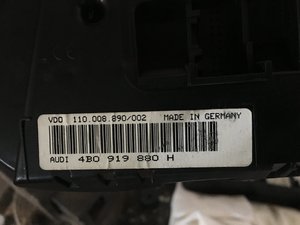 VDO 110.008.890/002 MADE IN GERMANY
AUDI 4B0 919 880 H